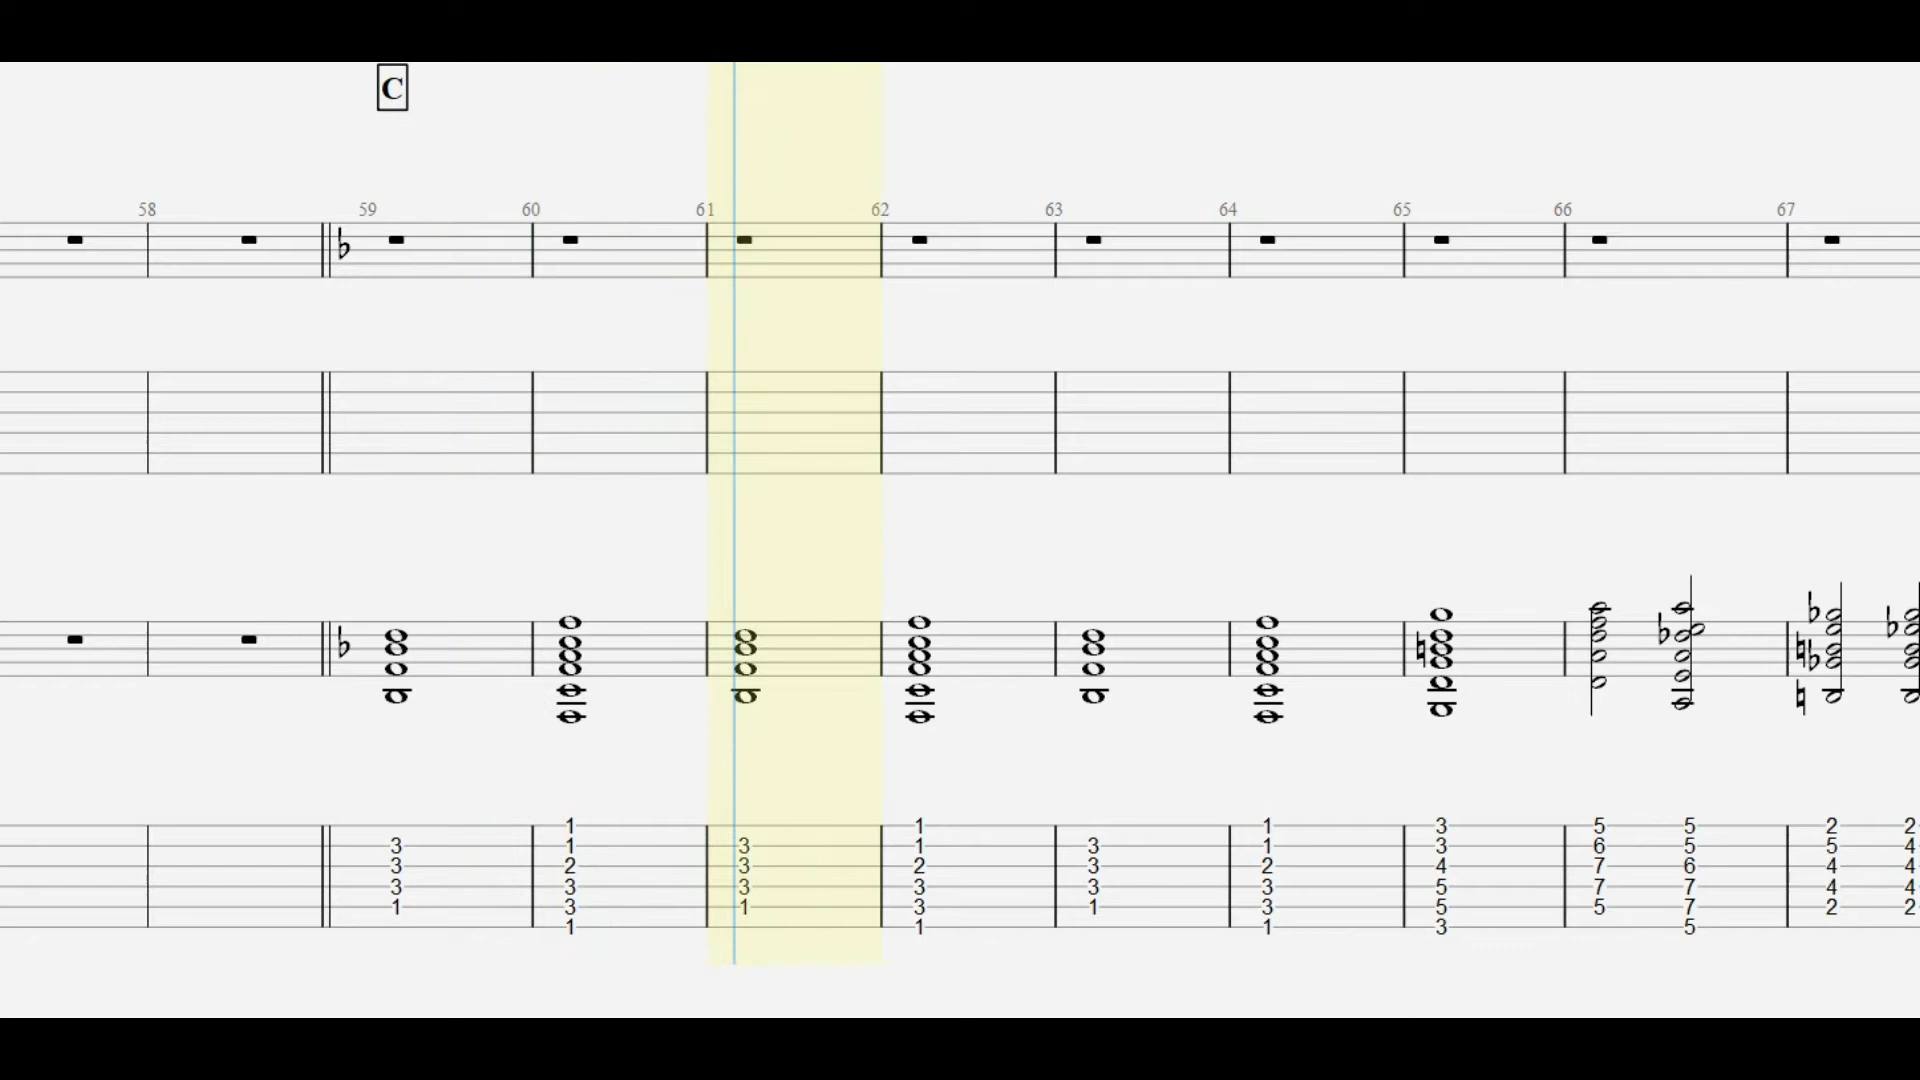 C
58 59 60 61 62 63 64 65 66 67
1 1 1 3 5 5 2 2
3 1 3 1 3 1 3 6 5 5 4
3 2 3 2 3 2 4 7 6 4 4
3 3 3 3 3 3 5 7 7 4 4
1 3 1 3 1 3 5 5 7 2 2
1 1 1 3 5